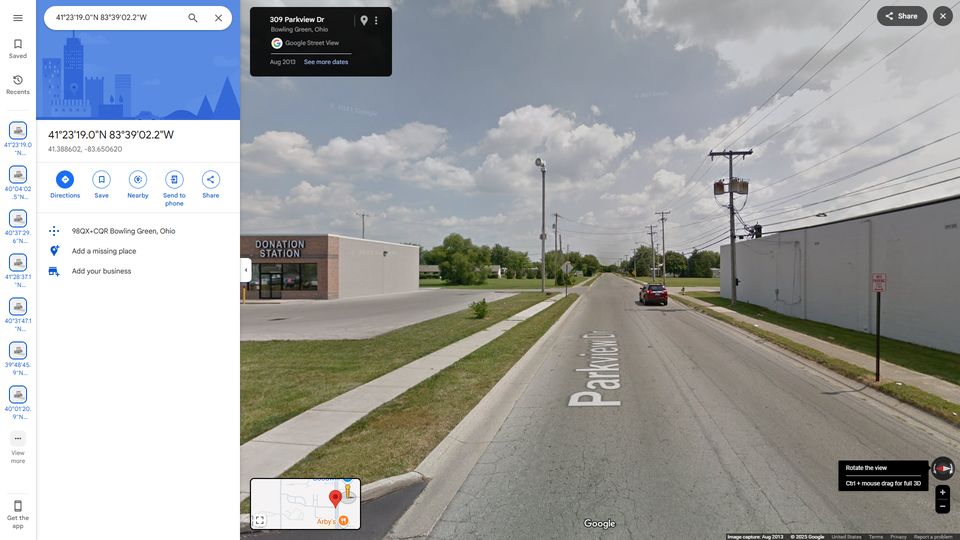 41°23'19.0"N 83°39'02.2"W
Saved
Recents
41°23'19.0
"N...
40°04'02
.5"N...
40°37'29.
6"N...
41°28'37.1
"N...
40°31'47.1
"N...
39°48'45.
9"N...
40°01'20.
9"N...
View
more
Get the
app
41°23'19.0"N 83°39'02.2"W
41.388602, -83.650620
Directions
Save
Nearby
Send to
phone
Share
98QX+CQR Bowling Green, Ohio
Add a missing place
Add your business
309 Parkview Dr
Bowling Green, Ohio
Google Street View
Aug 2013
See more dates
Share
DONATION
STATION
Parkview Dr
Arby's
Rotate the view
Ctrl + mouse drag for full 3D
Google
Image capture: Aug 2013
© 2025 Google
United States
Terms
Privacy
Report a problem